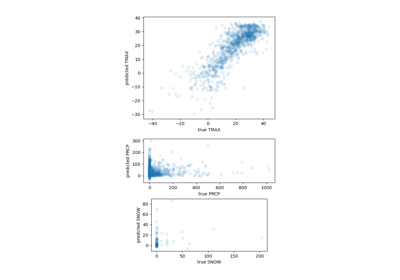 40
30
20
10
0
−10
−20
−30
predicted TMAX
−40 −20 0 20 40
true TMAX
300
200
100
0
predicted PRCP
0 200 400 600 800 1000
true PRCP
80
60
40
20
0
predicted SNOW
0 50 100 150 200
true SNOW